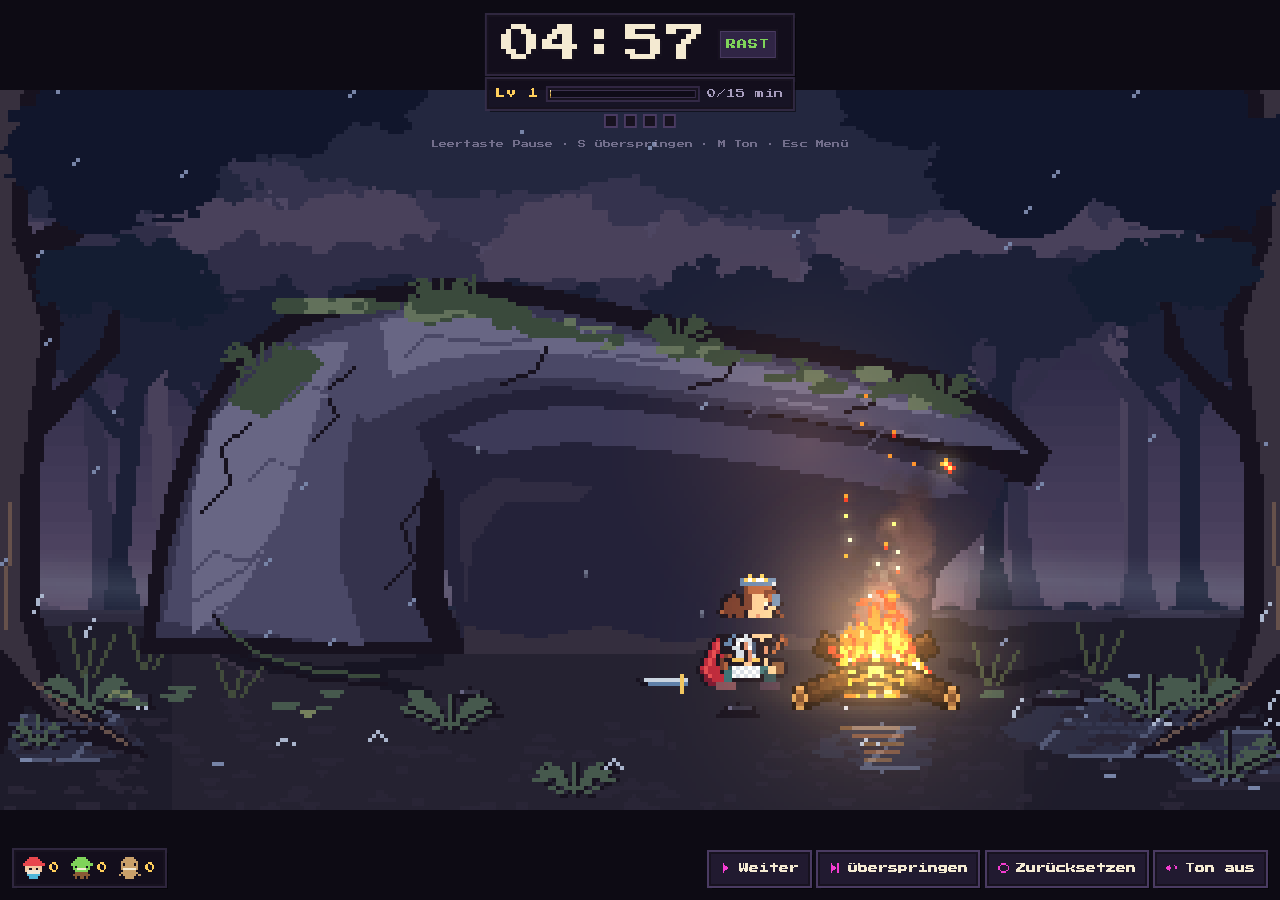 04:57 RAST
Lv 1 0/15 min
Leertaste Pause · S überspringen · M Ton · Esc Menü
0 0 0
Weiter
überspringen
Zurücksetzen
Ton aus